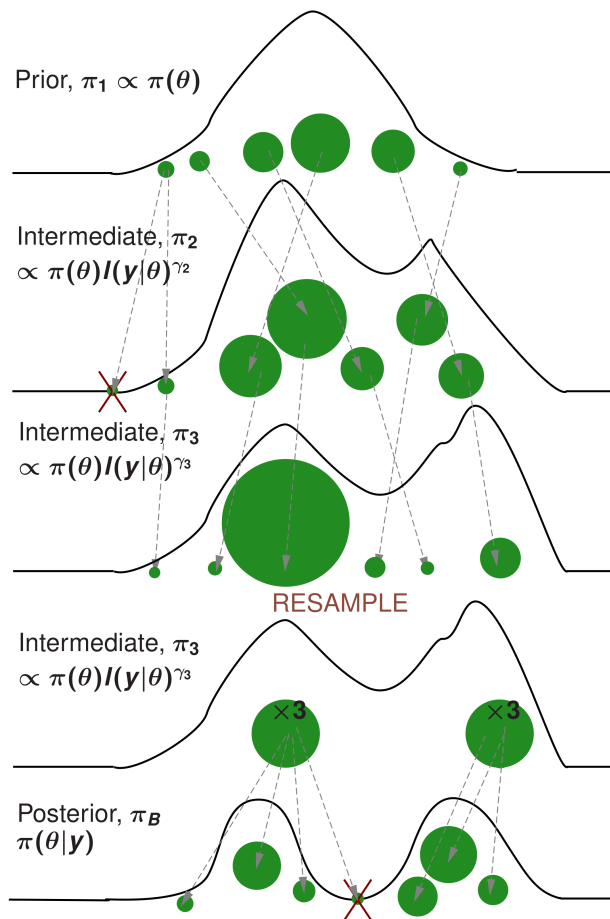 Prior, π₁ ∝ π(θ)
Intermediate, π₂
∝ π(θ)l(y|θ)^γ₂
Intermediate, π₃
∝ π(θ)l(y|θ)^γ₃
RESAMPLE
Intermediate, π₃
∝ π(θ)l(y|θ)^γ₃
×3 ×3
Posterior, π_B
π(θ|y)